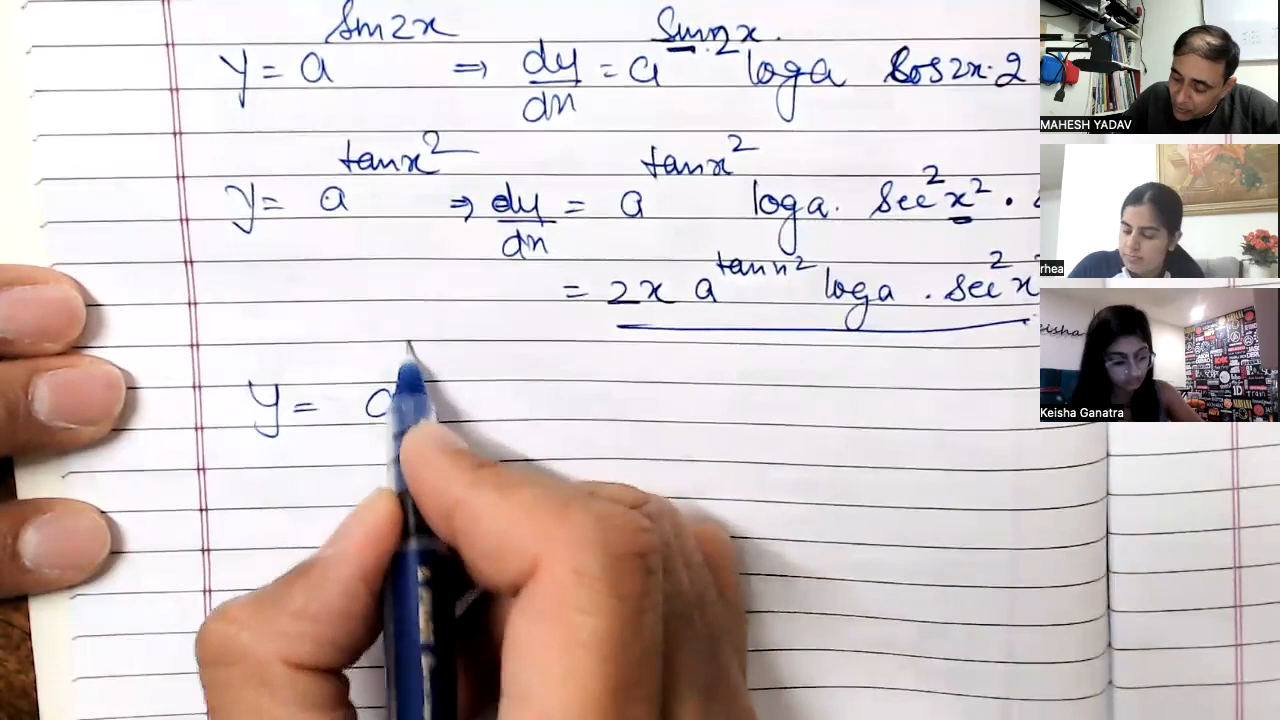 y = a^sin2x ⇒ dy/dx = a^sin2x log a cos2x·2
y = a^tanx² ⇒ dy/dx = a^tanx² log a. sec²x² ·
= 2x a^tanx² log a . sec²x²
y = a
MAHESH YADAV
rhea
Keisha Ganatra